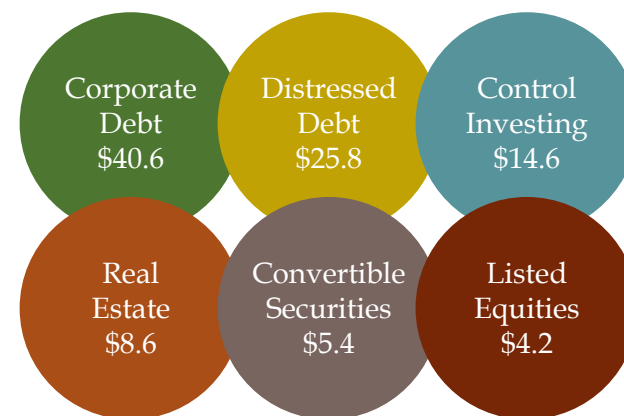 Corporate
Debt
$40.6
Distressed
Debt
$25.8
Control
Investing
$14.6
Real
Estate
$8.6
Convertible
Securities
$5.4
Listed
Equities
$4.2